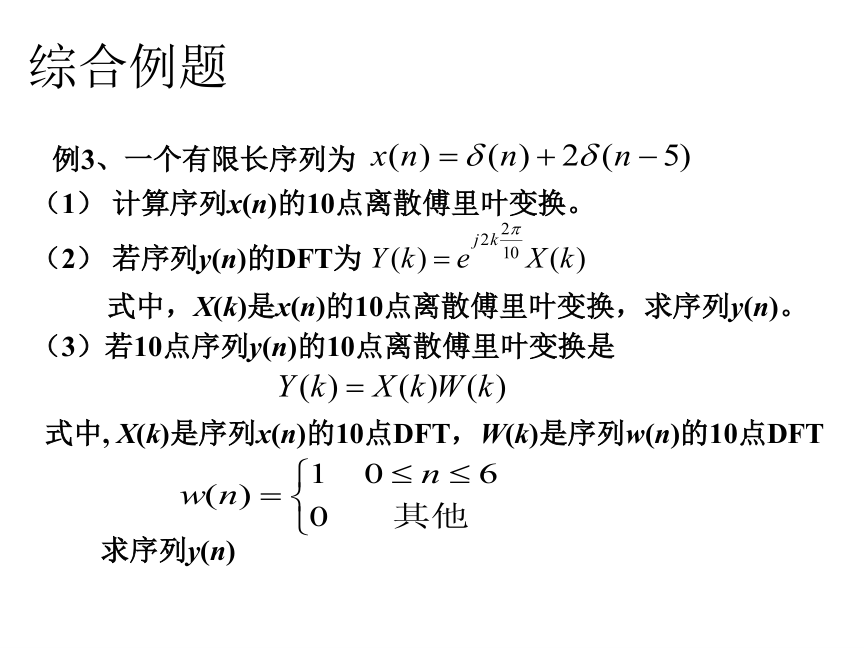 综合例题
例3、一个有限长序列为 x(n) = δ(n) + 2δ(n − 5)
（1） 计算序列x(n)的10点离散傅里叶变换。
（2） 若序列y(n)的DFT为 Y(k) = e^{j2k\frac{2π}{10}} X(k)
式中，X(k)是x(n)的10点离散傅里叶变换，求序列y(n)。
（3）若10点序列y(n)的10点离散傅里叶变换是
Y(k) = X(k)W(k)
式中, X(k)是序列x(n)的10点DFT，W(k)是序列w(n)的10点DFT
w(n) = { 1 0 ≤ n ≤ 6
0 其他
求序列y(n)